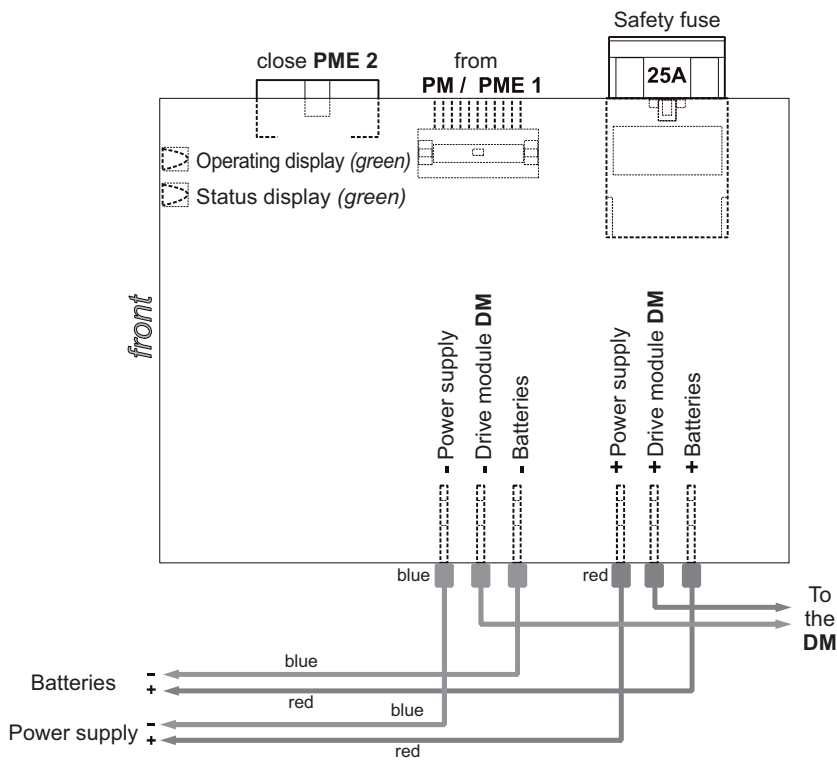 Safety fuse
close PME 2
from
PM / PME 1
25A
Operating display (green)
Status display (green)
front
- Power supply
- Drive module DM
- Batteries
+ Power supply
+ Drive module DM
+ Batteries
blue
red
To
the
DM
blue
Batteries - +
red
blue
Power supply - +
red